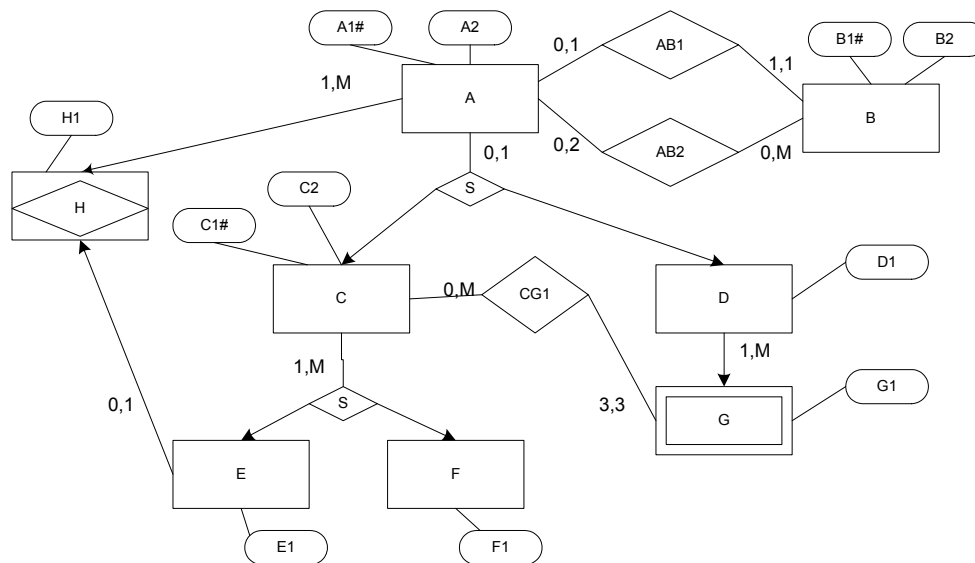 A1#
A2
B1#
B2
0,1
AB1
1,1
1,M
A
B
H1
0,2
AB2
0,M
0,1
C2
S
H
C1#
D1
C
0,M
CG1
D
1,M
1,M
G1
0,1
S
3,3
G
E
F
E1
F1